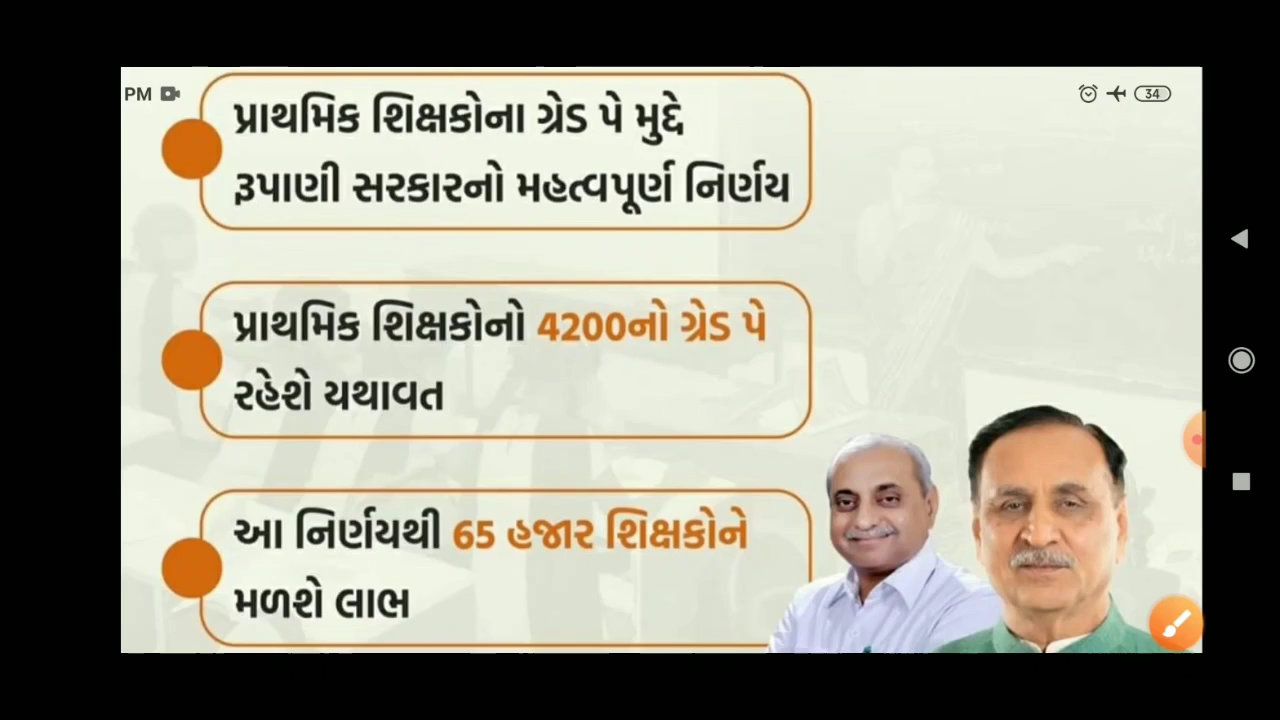 PM
34
પ્રાથમિક શિક્ષકોના ગ્રેડ પે મુદ્દે
રૂપાણી સરકારનો મહત્વપૂર્ણ નિર્ણય
પ્રાથમિક શિક્ષકોનો 4200નો ગ્રેડ પે
રહેશે યથાવત
આ નિર્ણયથી 65 હજાર શિક્ષકોને
મળશે લાભ